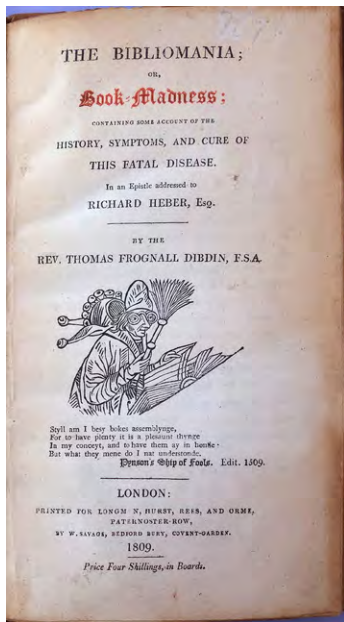 THE BIBLIOMANIA;
OR,
Book-Madness;
CONTAINING SOME ACCOUNT OF THE
HISTORY, SYMPTOMS, AND CURE OF
THIS FATAL DISEASE.
In an Epistle addressed to
RICHARD HEBER, Esq.
BY THE
REV. THOMAS FROGNALL DIBDIN, F.S.A.
Styll am I besy bokes assemblynge,
For to have plenty it is a pleasaunt thynge
In my conceyt, and to have them ay in honde:
But what they mene do I nat understonde.
Pynson's Ship of Fools. Edit. 1509.
LONDON:
PRINTED FOR LONGM N, HURST, REES, AND ORME,
PATERNOSTER-ROW,
BY W. SAVAGE, BEDFORD BURY, COVENT-GARDEN.
1809.
Price Four Shillings, in Boards.